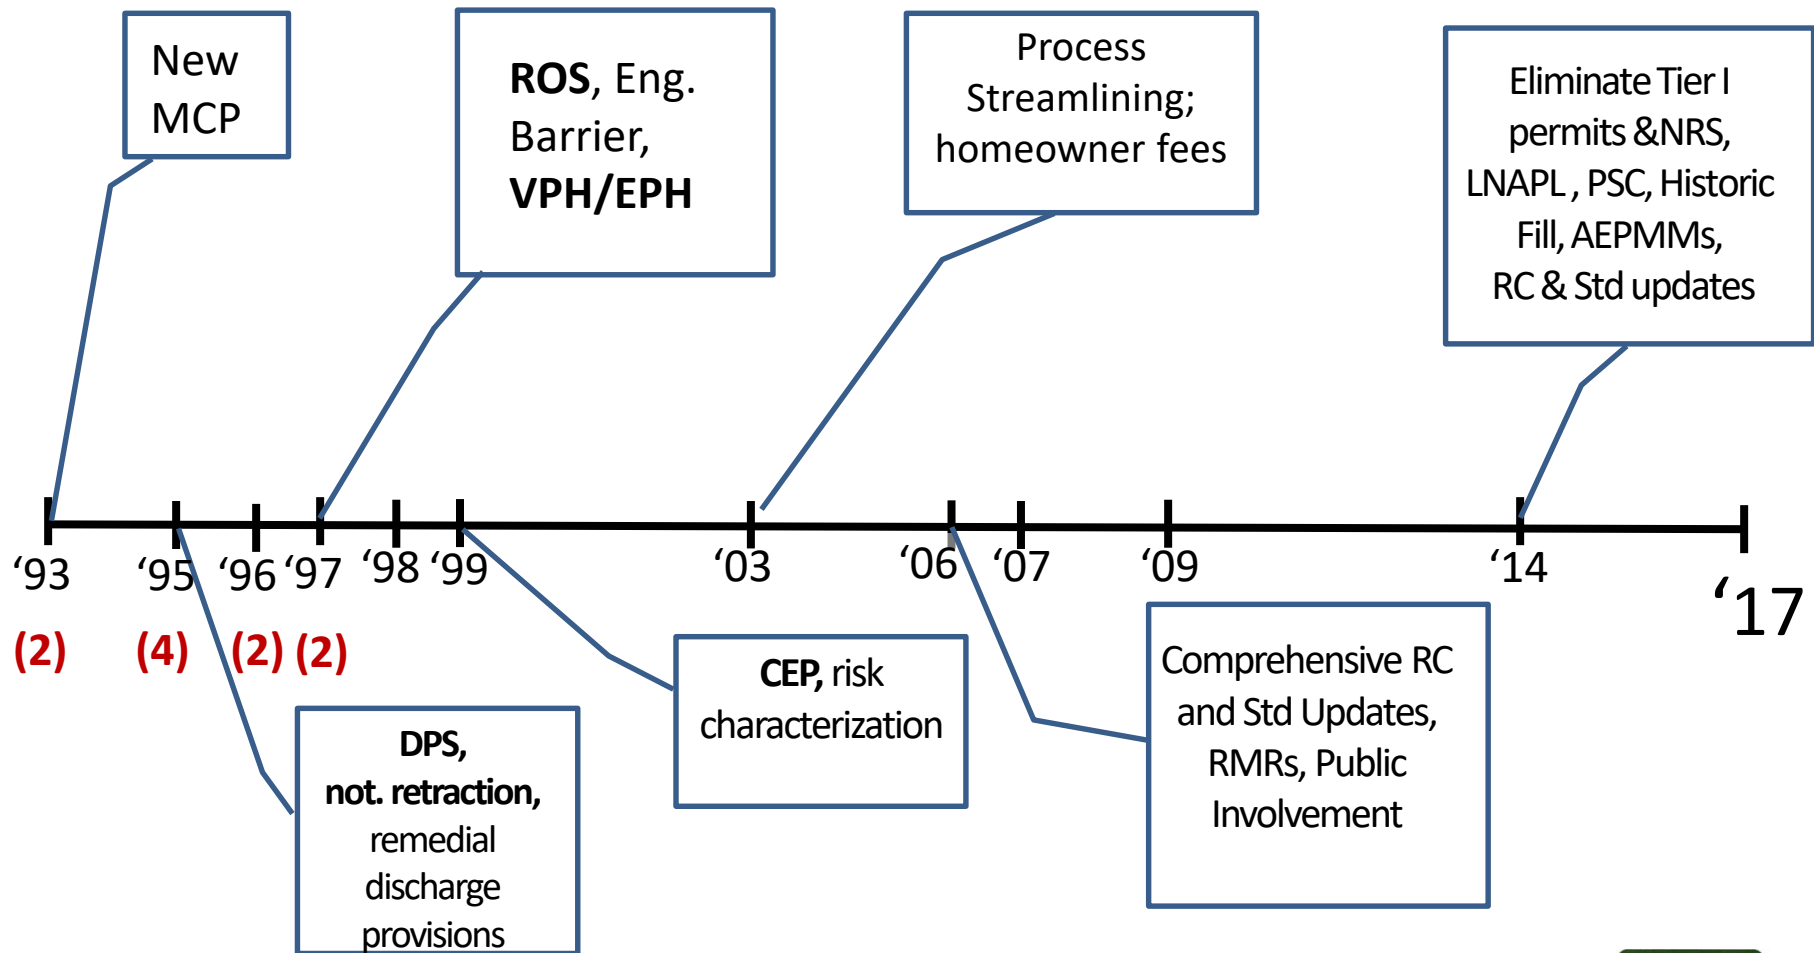 New
MCP
ROS, Eng.
Barrier,
VPH/EPH
Process
Streamlining;
homeowner fees
Eliminate Tier I
permits &NRS,
LNAPL , PSC, Historic
Fill, AEPMMs,
RC & Std updates
‘93
‘95
‘96
‘97
‘98
‘99
‘03
‘06
‘07
‘09
‘14
‘17
(2)
(4)
(2)
(2)
DPS,
not. retraction,
remedial
discharge
provisions
CEP, risk
characterization
Comprehensive RC
and Std Updates,
RMRs, Public
Involvement